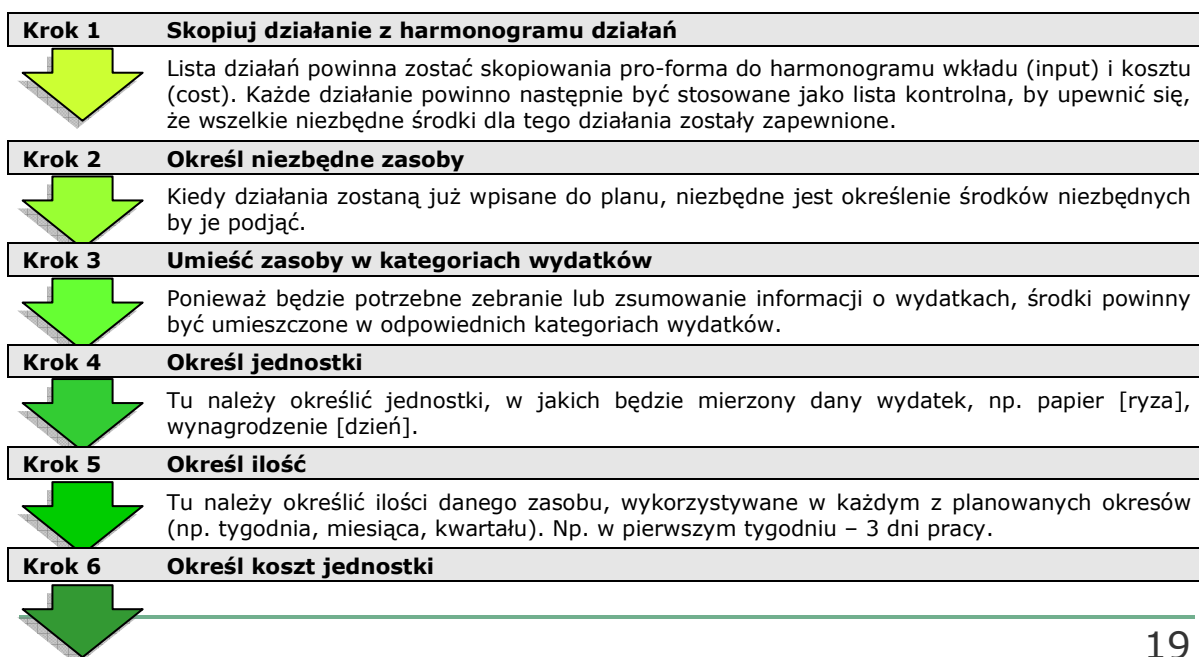 Krok 1 Skopiuj działanie z harmonogramu działań
Lista działań powinna zostać skopiowania pro-forma do harmonogramu wkładu (input) i kosztu
(cost). Każde działanie powinno następnie być stosowane jako lista kontrolna, by upewnić się,
że wszelkie niezbędne środki dla tego działania zostały zapewnione.
Krok 2 Określ niezbędne zasoby
Kiedy działania zostaną już wpisane do planu, niezbędne jest określenie środków niezbędnych
by je podjąć.
Krok 3 Umieść zasoby w kategoriach wydatków
Ponieważ będzie potrzebne zebranie lub zsumowanie informacji o wydatkach, środki powinny
być umieszczone w odpowiednich kategoriach wydatków.
Krok 4 Określ jednostki
Tu należy określić jednostki, w jakich będzie mierzony dany wydatek, np. papier [ryza],
wynagrodzenie [dzień].
Krok 5 Określ ilość
Tu należy określić ilości danego zasobu, wykorzystywane w każdym z planowanych okresów
(np. tygodnia, miesiąca, kwartału). Np. w pierwszym tygodniu – 3 dni pracy.
Krok 6 Określ koszt jednostki
19